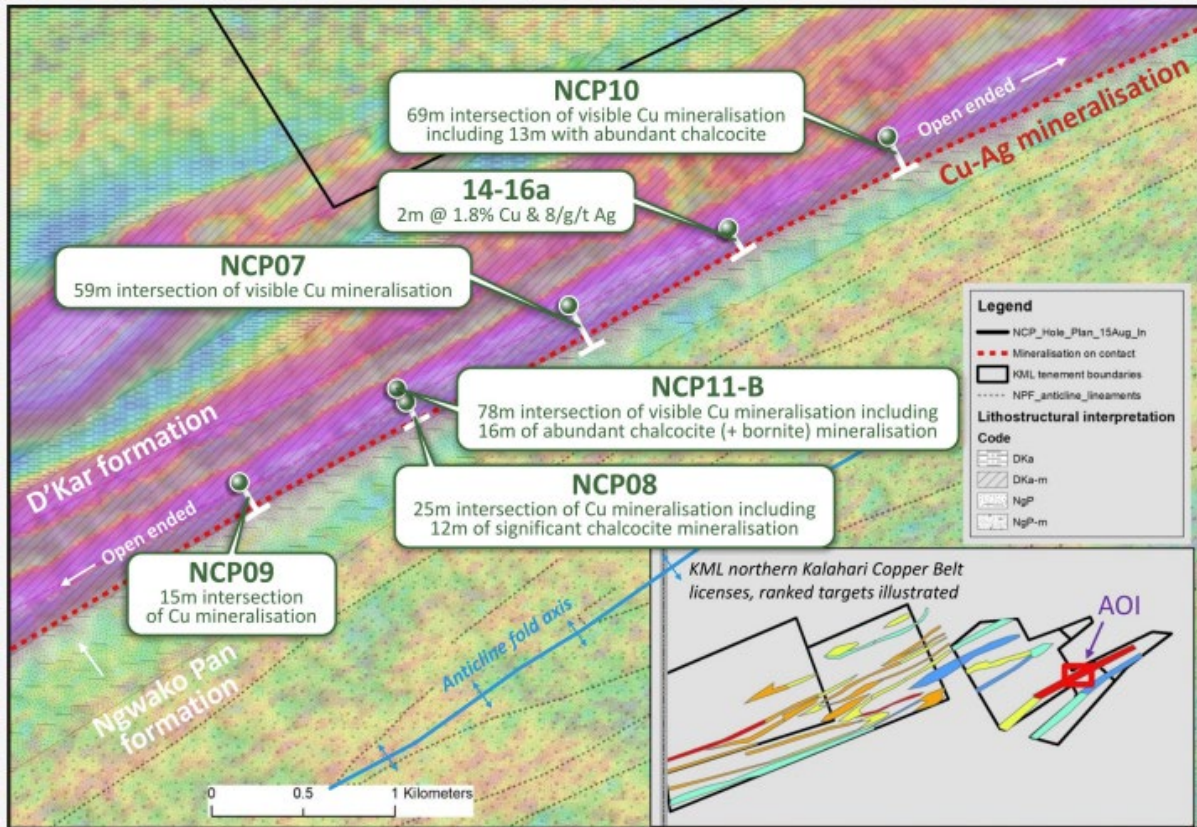 NCP10
69m intersection of visible Cu mineralisation
including 13m with abundant chalcocite
Open ended
Cu-Ag mineralisation
14-16a
2m @ 1.8% Cu & 8/g/t Ag
NCP07
59m intersection of visible Cu mineralisation
NCP11-B
78m intersection of visible Cu mineralisation including
16m of abundant chalcocite (+ bornite) mineralisation
D'Kar formation
NCP08
25m intersection of Cu mineralisation including
12m of significant chalcocite mineralisation
Open ended
NCP09
15m intersection
of Cu mineralisation
Ngwako Pan
formation
Anticline fold axis
0 0.5 1 Kilometers
Legend
NCP_Hole_Plan_15Aug_ln
Mineralisation on contact
KML tenement boundaries
NPF_anticline_lineaments
Lithostructural interpretation
Code
DKa
DKa-m
NgP
NgP-m
KML northern Kalahari Copper Belt
licenses, ranked targets illustrated
AOI